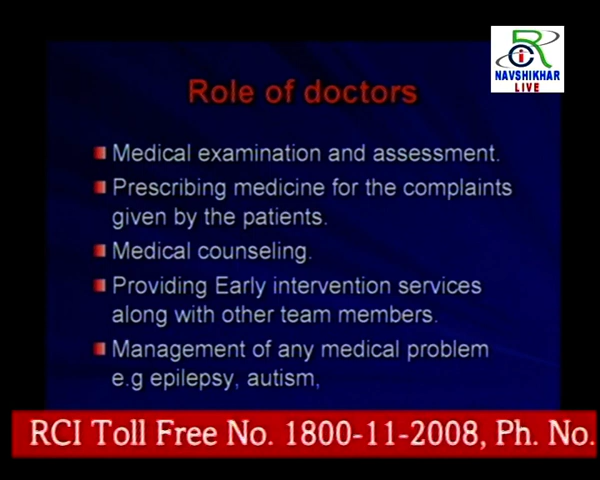 NAVSHIKHAR
LIVE
Role of doctors
Medical examination and assessment.
Prescribing medicine for the complaints
given by the patients.
Medical counseling.
Providing Early intervention services
along with other team members.
Management of any medical problem
e.g epilepsy, autism,
RCI Toll Free No. 1800-11-2008, Ph. No.